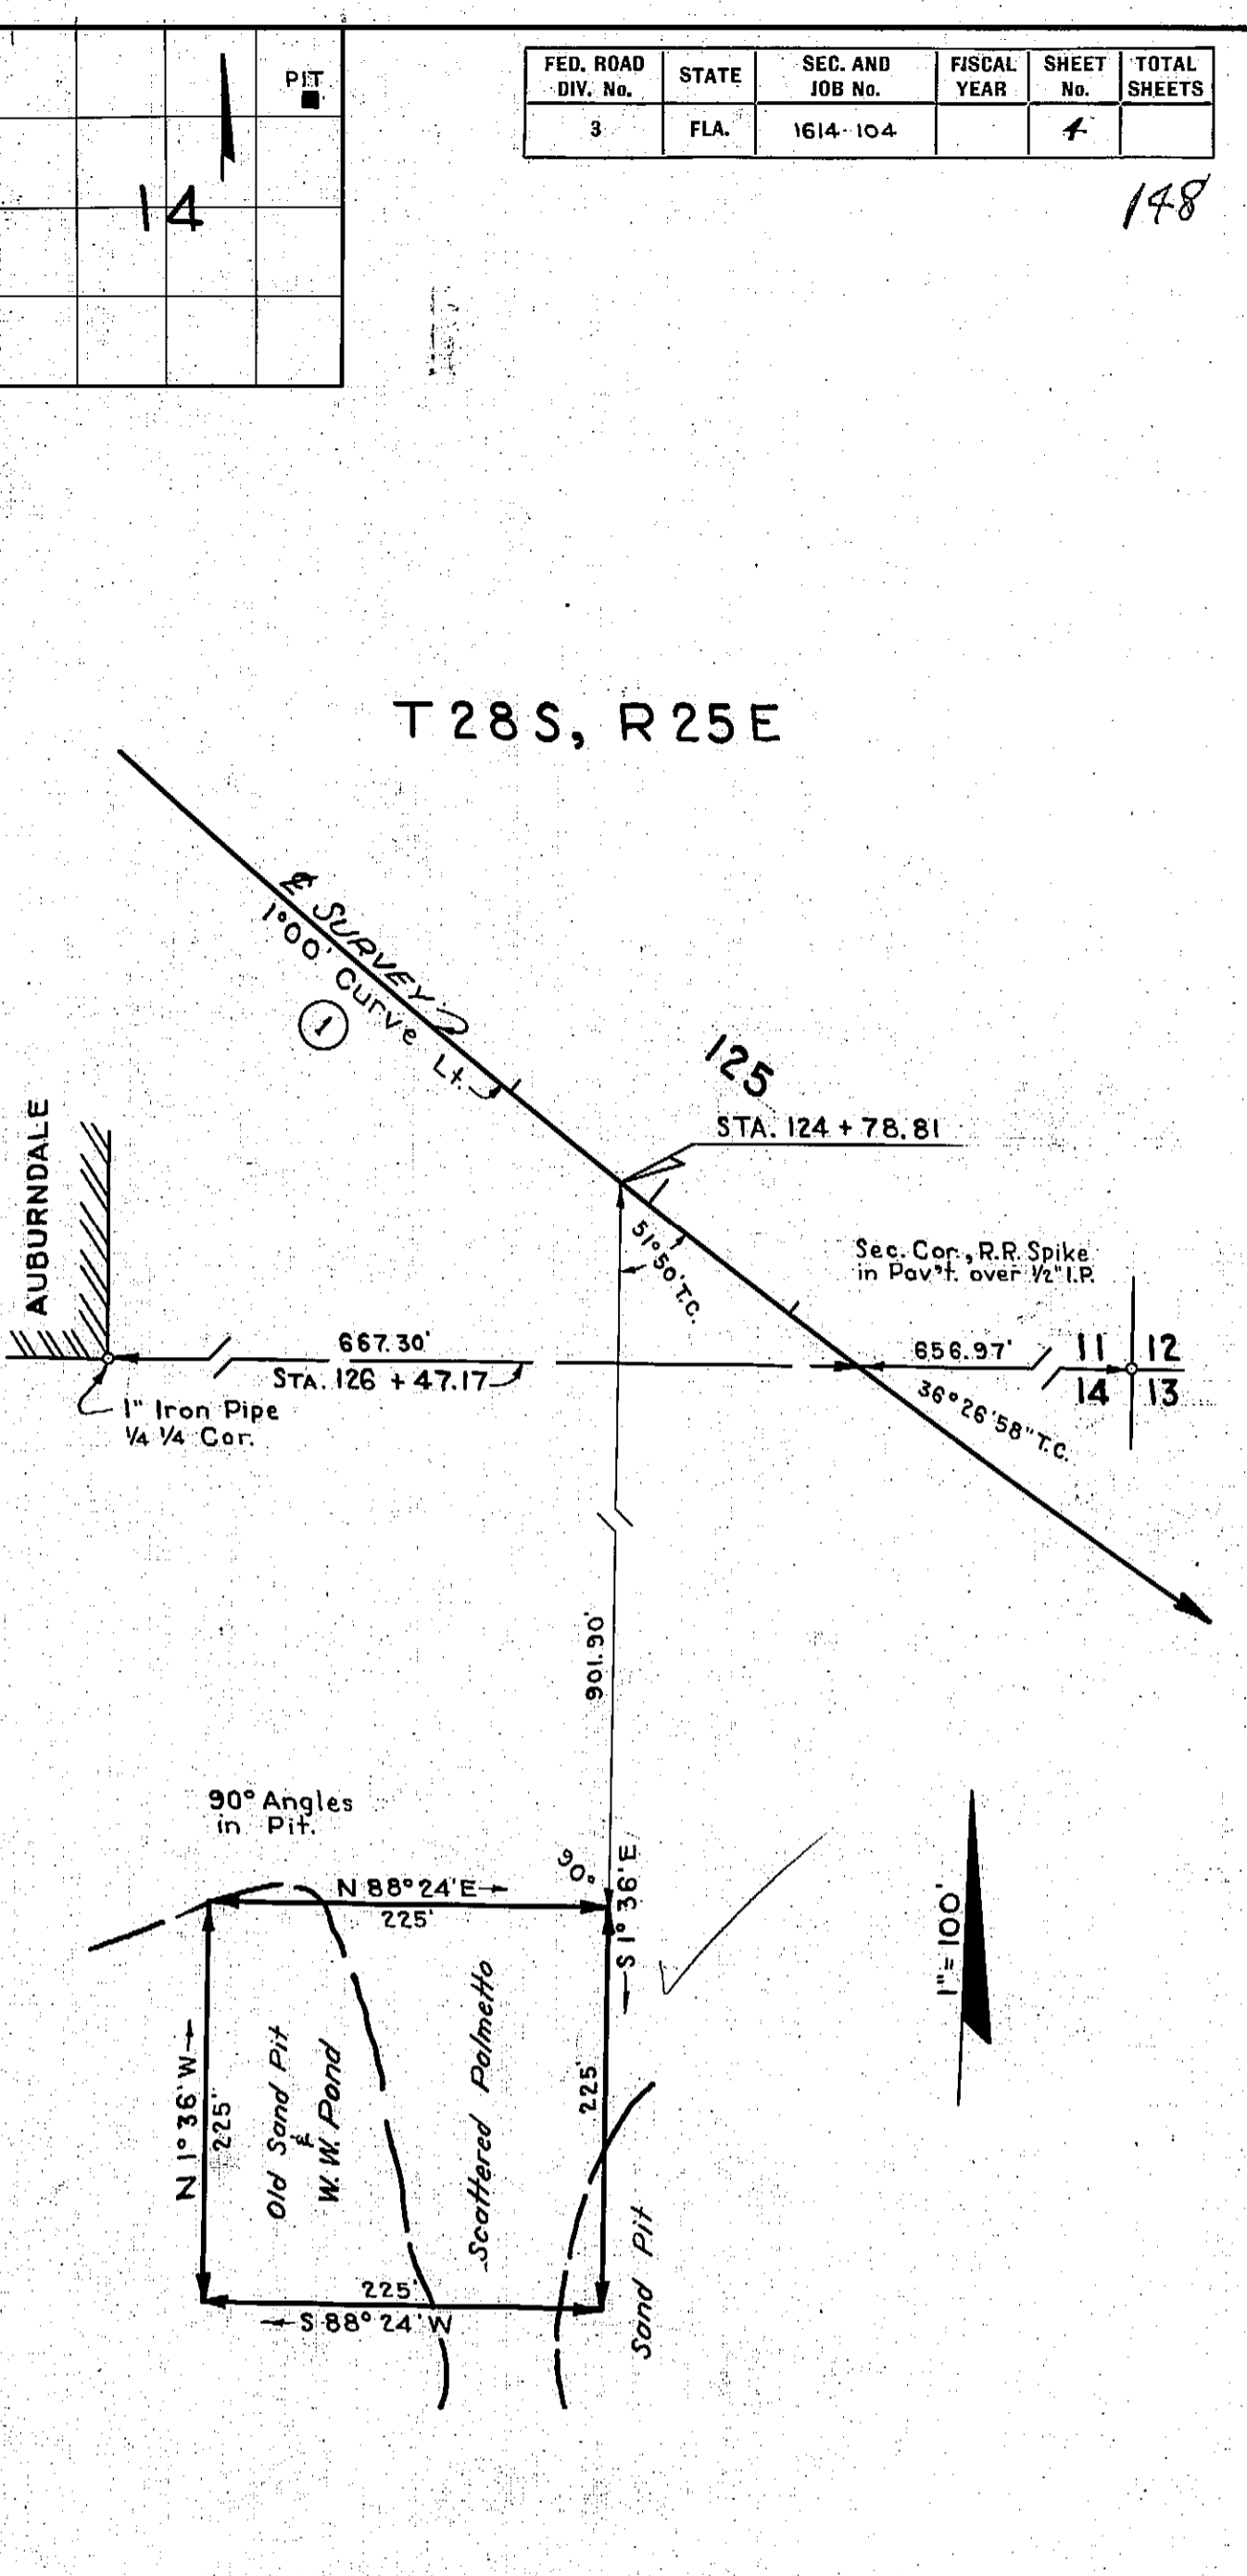 PIT
14
FED. ROAD DIV. No.
STATE
SEC. AND JOB No.
FISCAL YEAR
SHEET No.
TOTAL SHEETS
3
FLA.
1614-104
4
148
T 28 S, R 25 E
℄ SURVEY
1°00' Curve Lt.
1
125
STA. 124 + 78.81
AUBURNDALE
51°50' T.C.
Sec. Cor., R.R. Spike
in Pav't. over 1/2" I.P.
667.30'
STA. 126 + 47.17
656.97'
11 12
14 13
1" Iron Pipe
1/4 1/4 Cor.
36°26'58" T.C.
901.90'
90° Angles
in Pit.
90°
N 88°24' E
225'
S 1°36' E
225'
N 1°36' W
225'
Old Sand Pit
&
W.W. Pond
Scattered Palmetto
Sand Pit
225'
S 88°24' W
1" = 100'